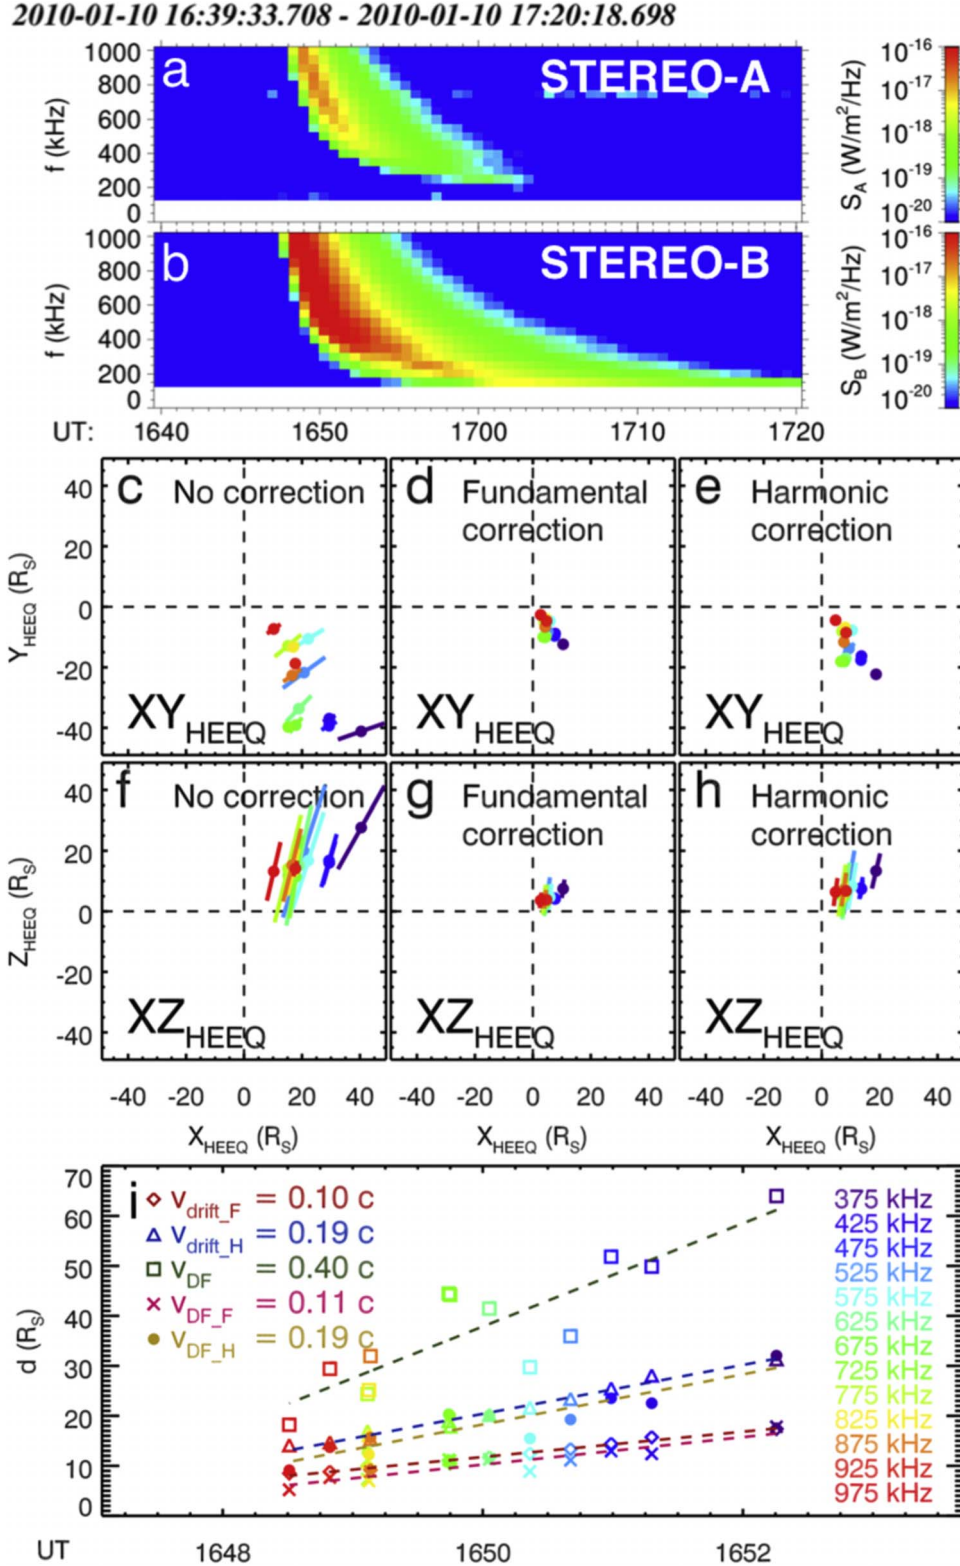 2010-01-10 16:39:33.708 - 2010-01-10 17:20:18.698
a STEREO-A
f (kHz)
1000
800
600
400
200
0
S_A (W/m²/Hz)
10⁻¹⁶
10⁻¹⁷
10⁻¹⁸
10⁻¹⁹
10⁻²⁰
b STEREO-B
f (kHz)
1000
800
600
400
200
0
S_B (W/m²/Hz)
10⁻¹⁶
10⁻¹⁷
10⁻¹⁸
10⁻¹⁹
10⁻²⁰
UT: 1640 1650 1700 1710 1720
Y_HEEQ (R_S)
40
20
0
-20
-40
c No correction
XY_HEEQ
d Fundamental
correction
XY_HEEQ
e Harmonic
correction
XY_HEEQ
Z_HEEQ (R_S)
40
20
0
-20
-40
f No correction
XZ_HEEQ
g Fundamental
correction
XZ_HEEQ
h Harmonic
correction
XZ_HEEQ
-40 -20 0 20 40 -40 -20 0 20 40 -40 -20 0 20 40
X_HEEQ (R_S) X_HEEQ (R_S) X_HEEQ (R_S)
d (R_S)
70
60
50
40
30
20
10
0
i
v_drift_F = 0.10 c
v_drift_H = 0.19 c
v_DF = 0.40 c
v_DF_F = 0.11 c
v_DF_H = 0.19 c
375 kHz
425 kHz
475 kHz
525 kHz
575 kHz
625 kHz
675 kHz
725 kHz
775 kHz
825 kHz
875 kHz
925 kHz
975 kHz
UT 1648 1650 1652